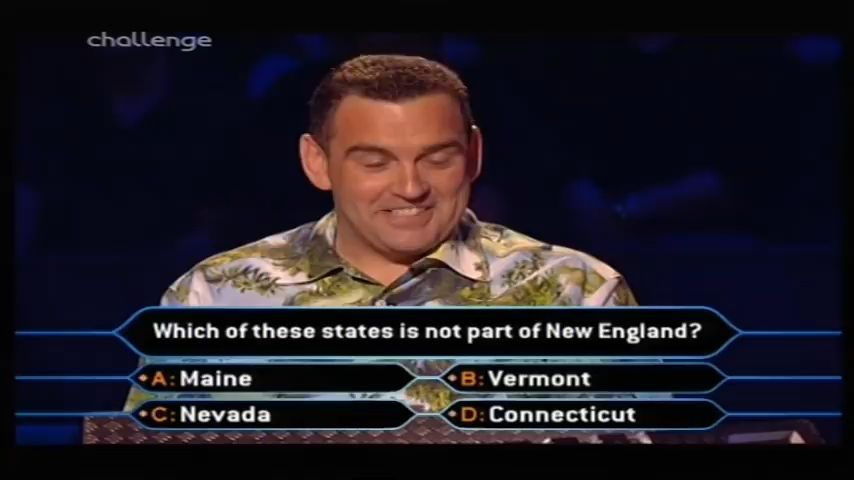 challenge
Which of these states is not part of New England?
A: Maine
B: Vermont
C: Nevada
D: Connecticut